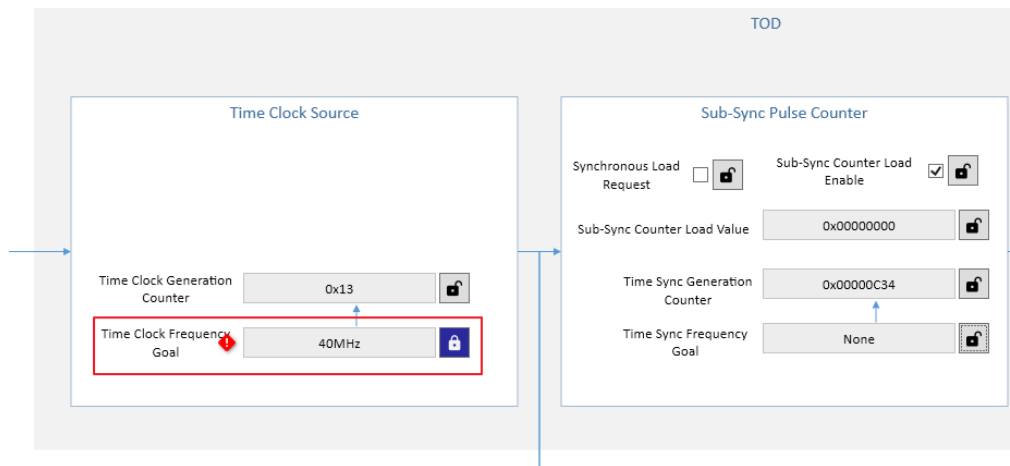 TOD
Time Clock Source
Time Clock Generation
Counter
0x13
Time Clock Frequency
Goal
40MHz
Sub-Sync Pulse Counter
Synchronous Load
Request
Sub-Sync Counter Load
Enable
Sub-Sync Counter Load Value
0x00000000
Time Sync Generation
Counter
0x00000C34
Time Sync Frequency
Goal
None